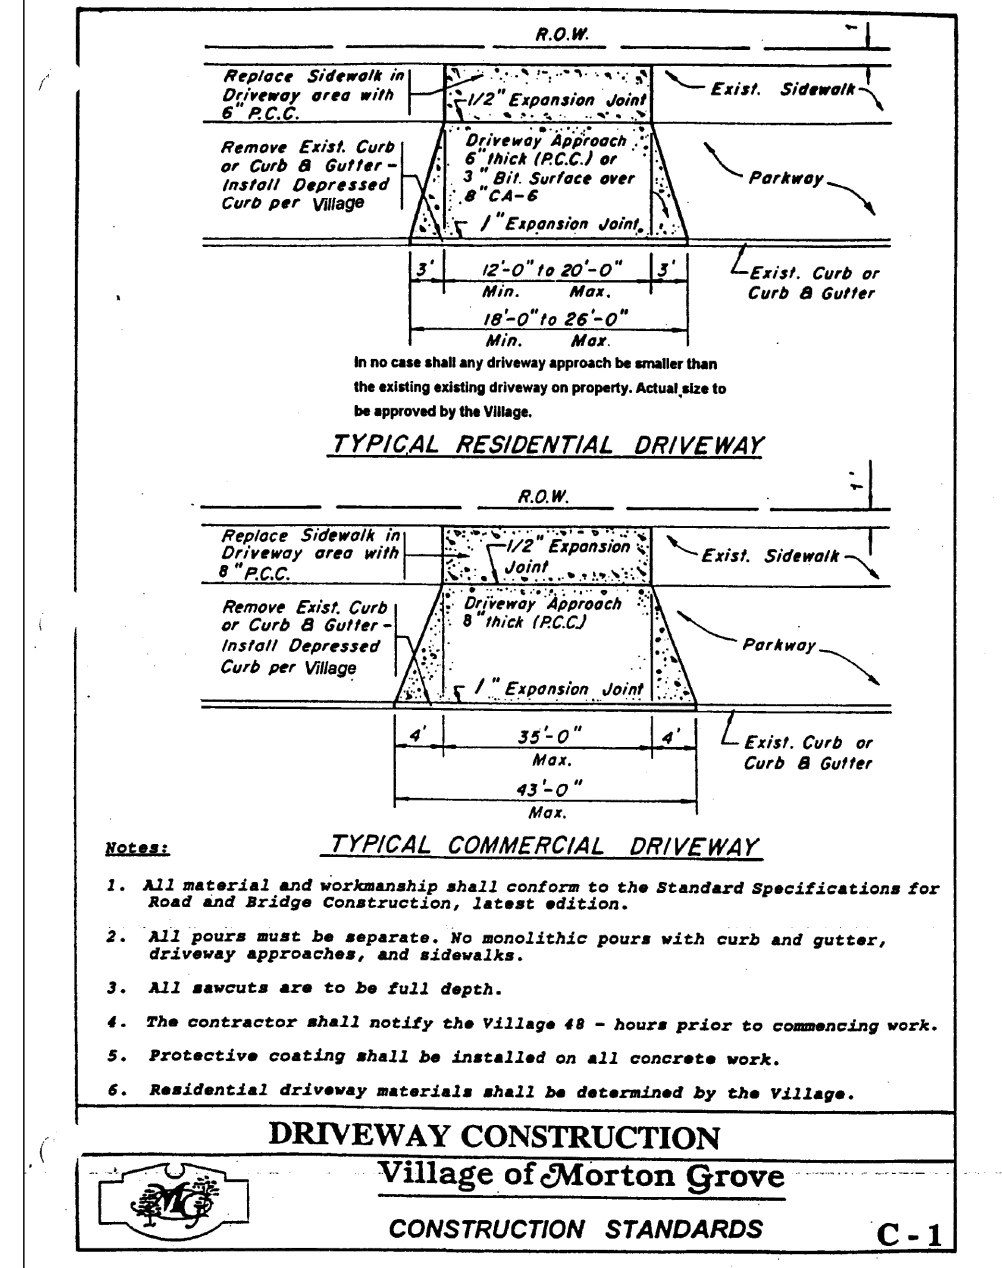 R.O.W.
1'
Replace Sidewalk in
Driveway area with
6" P.C.C.
1/2" Expansion Joint
Exist. Sidewalk
Remove Exist. Curb
or Curb & Gutter -
Install Depressed
Curb per Village
Driveway Approach
6" thick (P.C.C.) or
3" Bit. Surface over
8" CA-6
Parkway
1" Expansion Joint
3'
12'-0" to 20'-0"
3'
Min. Max.
Exist. Curb or
Curb & Gutter
18'-0" to 26'-0"
Min. Max.
In no case shall any driveway approach be smaller than
the existing existing driveway on property. Actual size to
be approved by the Village.
TYPICAL RESIDENTIAL DRIVEWAY
R.O.W.
1'
Replace Sidewalk in
Driveway area with
8" P.C.C.
1/2" Expansion
Joint
Exist. Sidewalk
Remove Exist. Curb
or Curb & Gutter -
Install Depressed
Curb per Village
Driveway Approach
8" thick (P.C.C.)
Parkway
1" Expansion Joint
4'
35'-0"
4'
Max.
Exist. Curb or
Curb & Gutter
43'-0"
Max.
TYPICAL COMMERCIAL DRIVEWAY
Notes:
1. All material and workmanship shall conform to the Standard Specifications for
Road and Bridge Construction, latest edition.
2. All pours must be separate. No monolithic pours with curb and gutter,
driveway approaches, and sidewalks.
3. All sawcuts are to be full depth.
4. The contractor shall notify the Village 48 - hours prior to commencing work.
5. Protective coating shall be installed on all concrete work.
6. Residential driveway materials shall be determined by the Village.
DRIVEWAY CONSTRUCTION
Village of Morton Grove
MG
CONSTRUCTION STANDARDS
C - 1